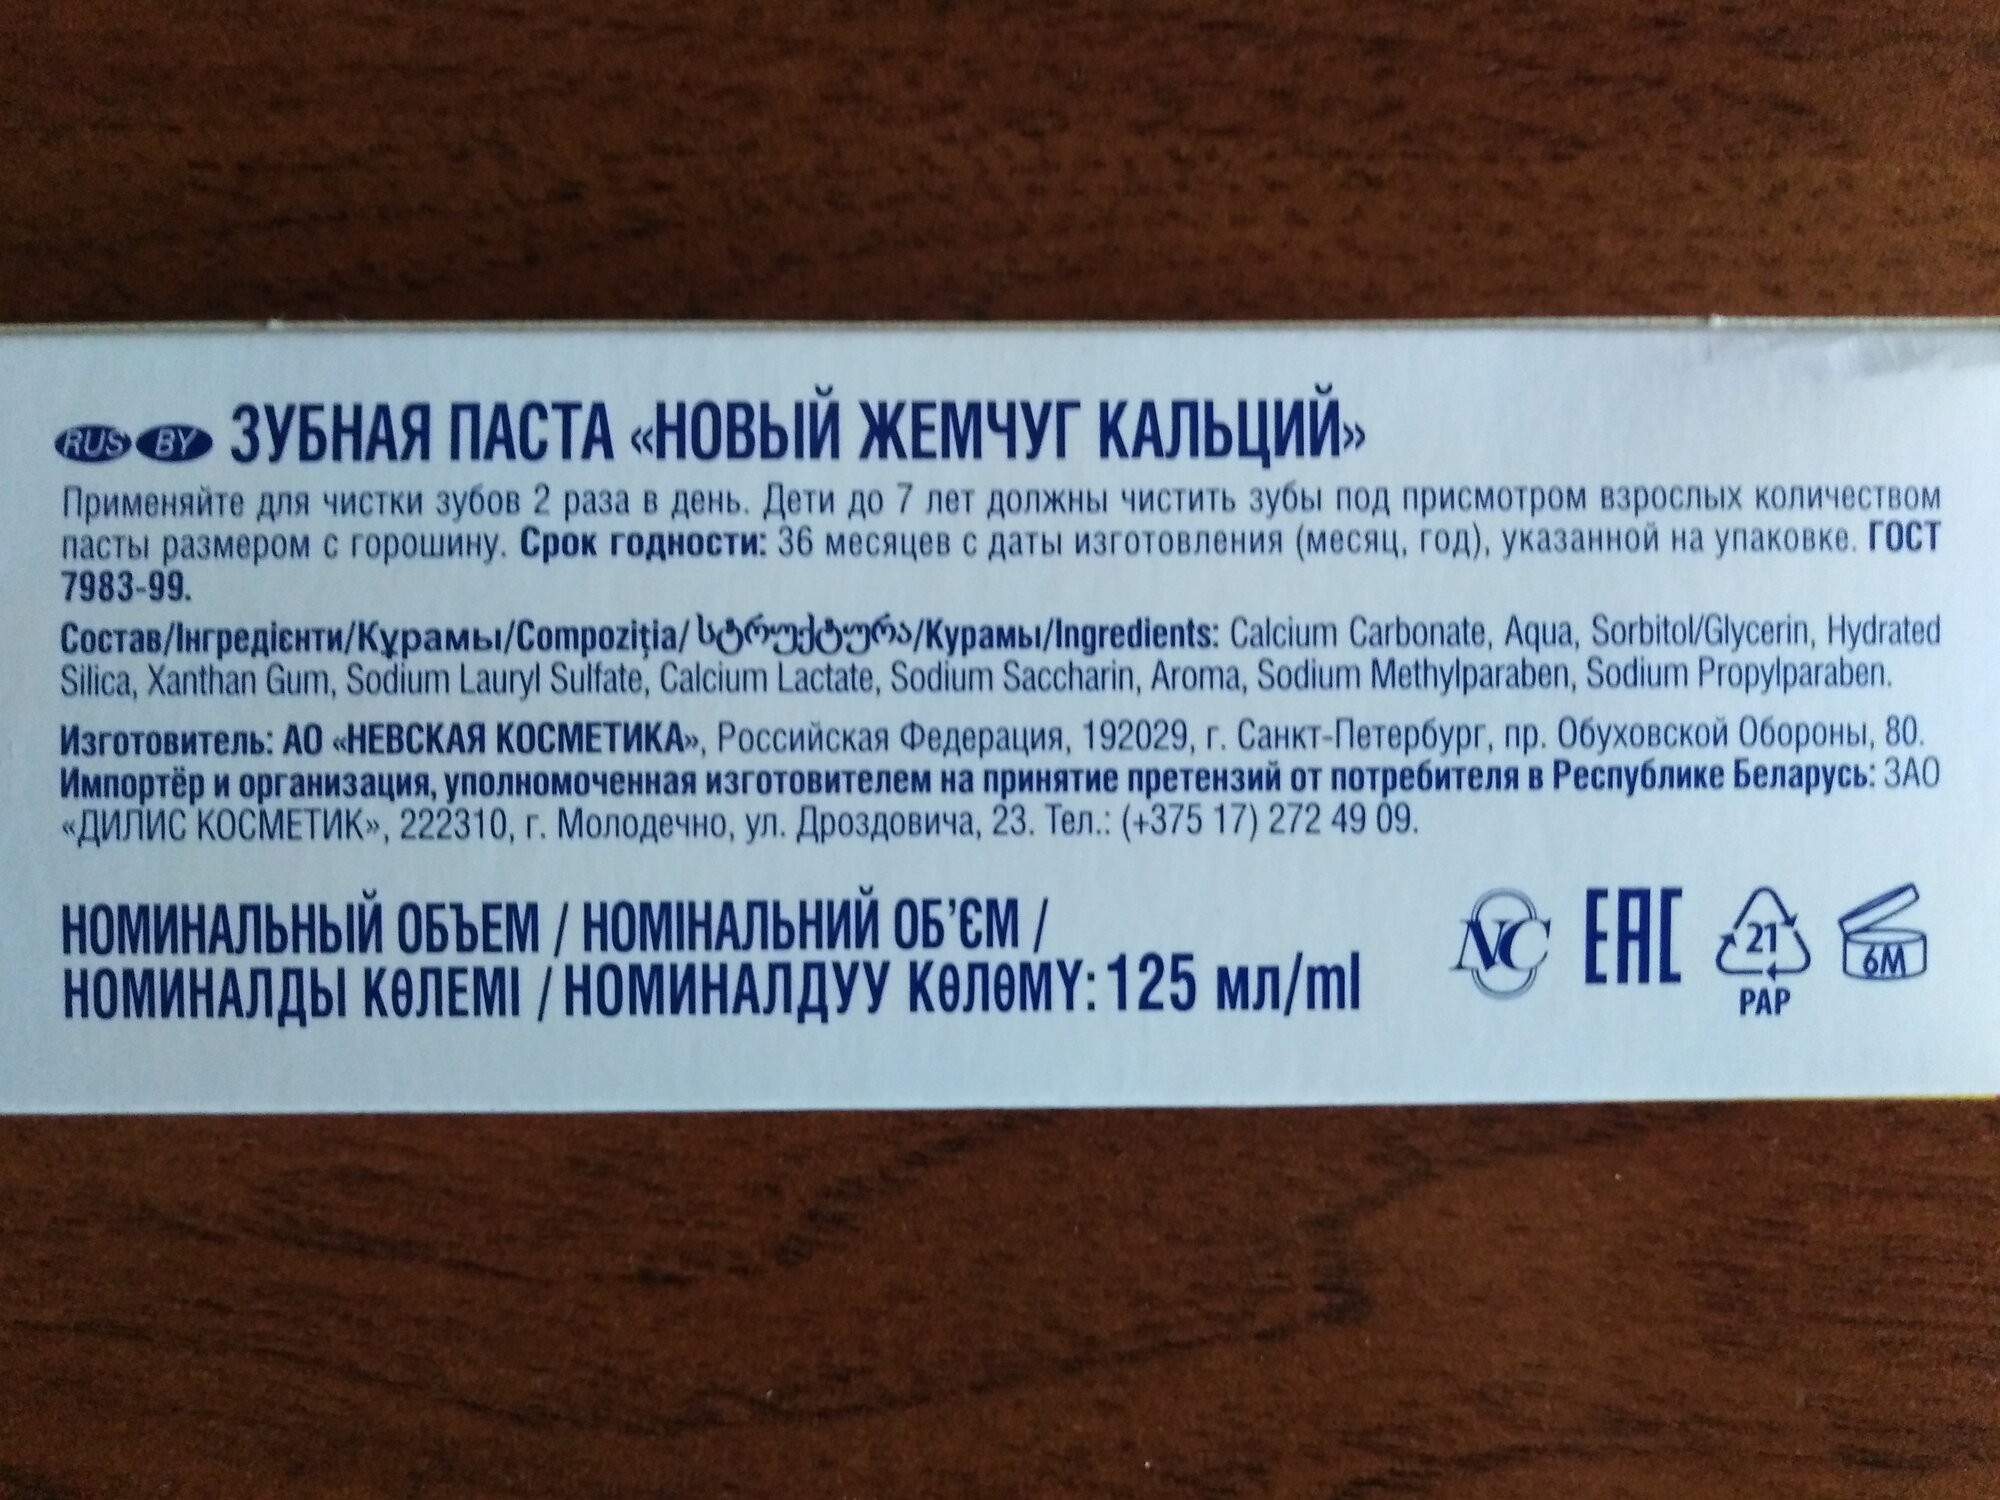 RUS BY ЗУБНАЯ ПАСТА «НОВЫЙ ЖЕМЧУГ КАЛЬЦИЙ»
Применяйте для чистки зубов 2 раза в день. Дети до 7 лет должны чистить зубы под присмотром взрослых количеством
пасты размером с горошину. Срок годности: 36 месяцев с даты изготовления (месяц, год), указанной на упаковке. ГОСТ
7983-99.
Состав/Інгредієнти/Құрамы/Compoziția/სტრუქტურა/Курамы/Ingredients: Calcium Carbonate, Aqua, Sorbitol/Glycerin, Hydrated
Silica, Xanthan Gum, Sodium Lauryl Sulfate, Calcium Lactate, Sodium Saccharin, Aroma, Sodium Methylparaben, Sodium Propylparaben.
Изготовитель: АО «НЕВСКАЯ КОСМЕТИКА», Российская Федерация, 192029, г. Санкт-Петербург, пр. Обуховской Обороны, 80.
Импортёр и организация, уполномоченная изготовителем на принятие претензий от потребителя в Республике Беларусь: ЗАО
«ДИЛИС КОСМЕТИК», 222310, г. Молодечно, ул. Дроздовича, 23. Тел.: (+375 17) 272 49 09.
НОМИНАЛЬНЫЙ ОБЪЕМ / НОМІНАЛЬНИЙ ОБ’ЄМ /
НОМИНАЛДЫ КӨЛЕМІ / НОМИНАЛДУУ КӨЛӨМҮ: 125 мл/ml
NC EAC 21 6M
PAP